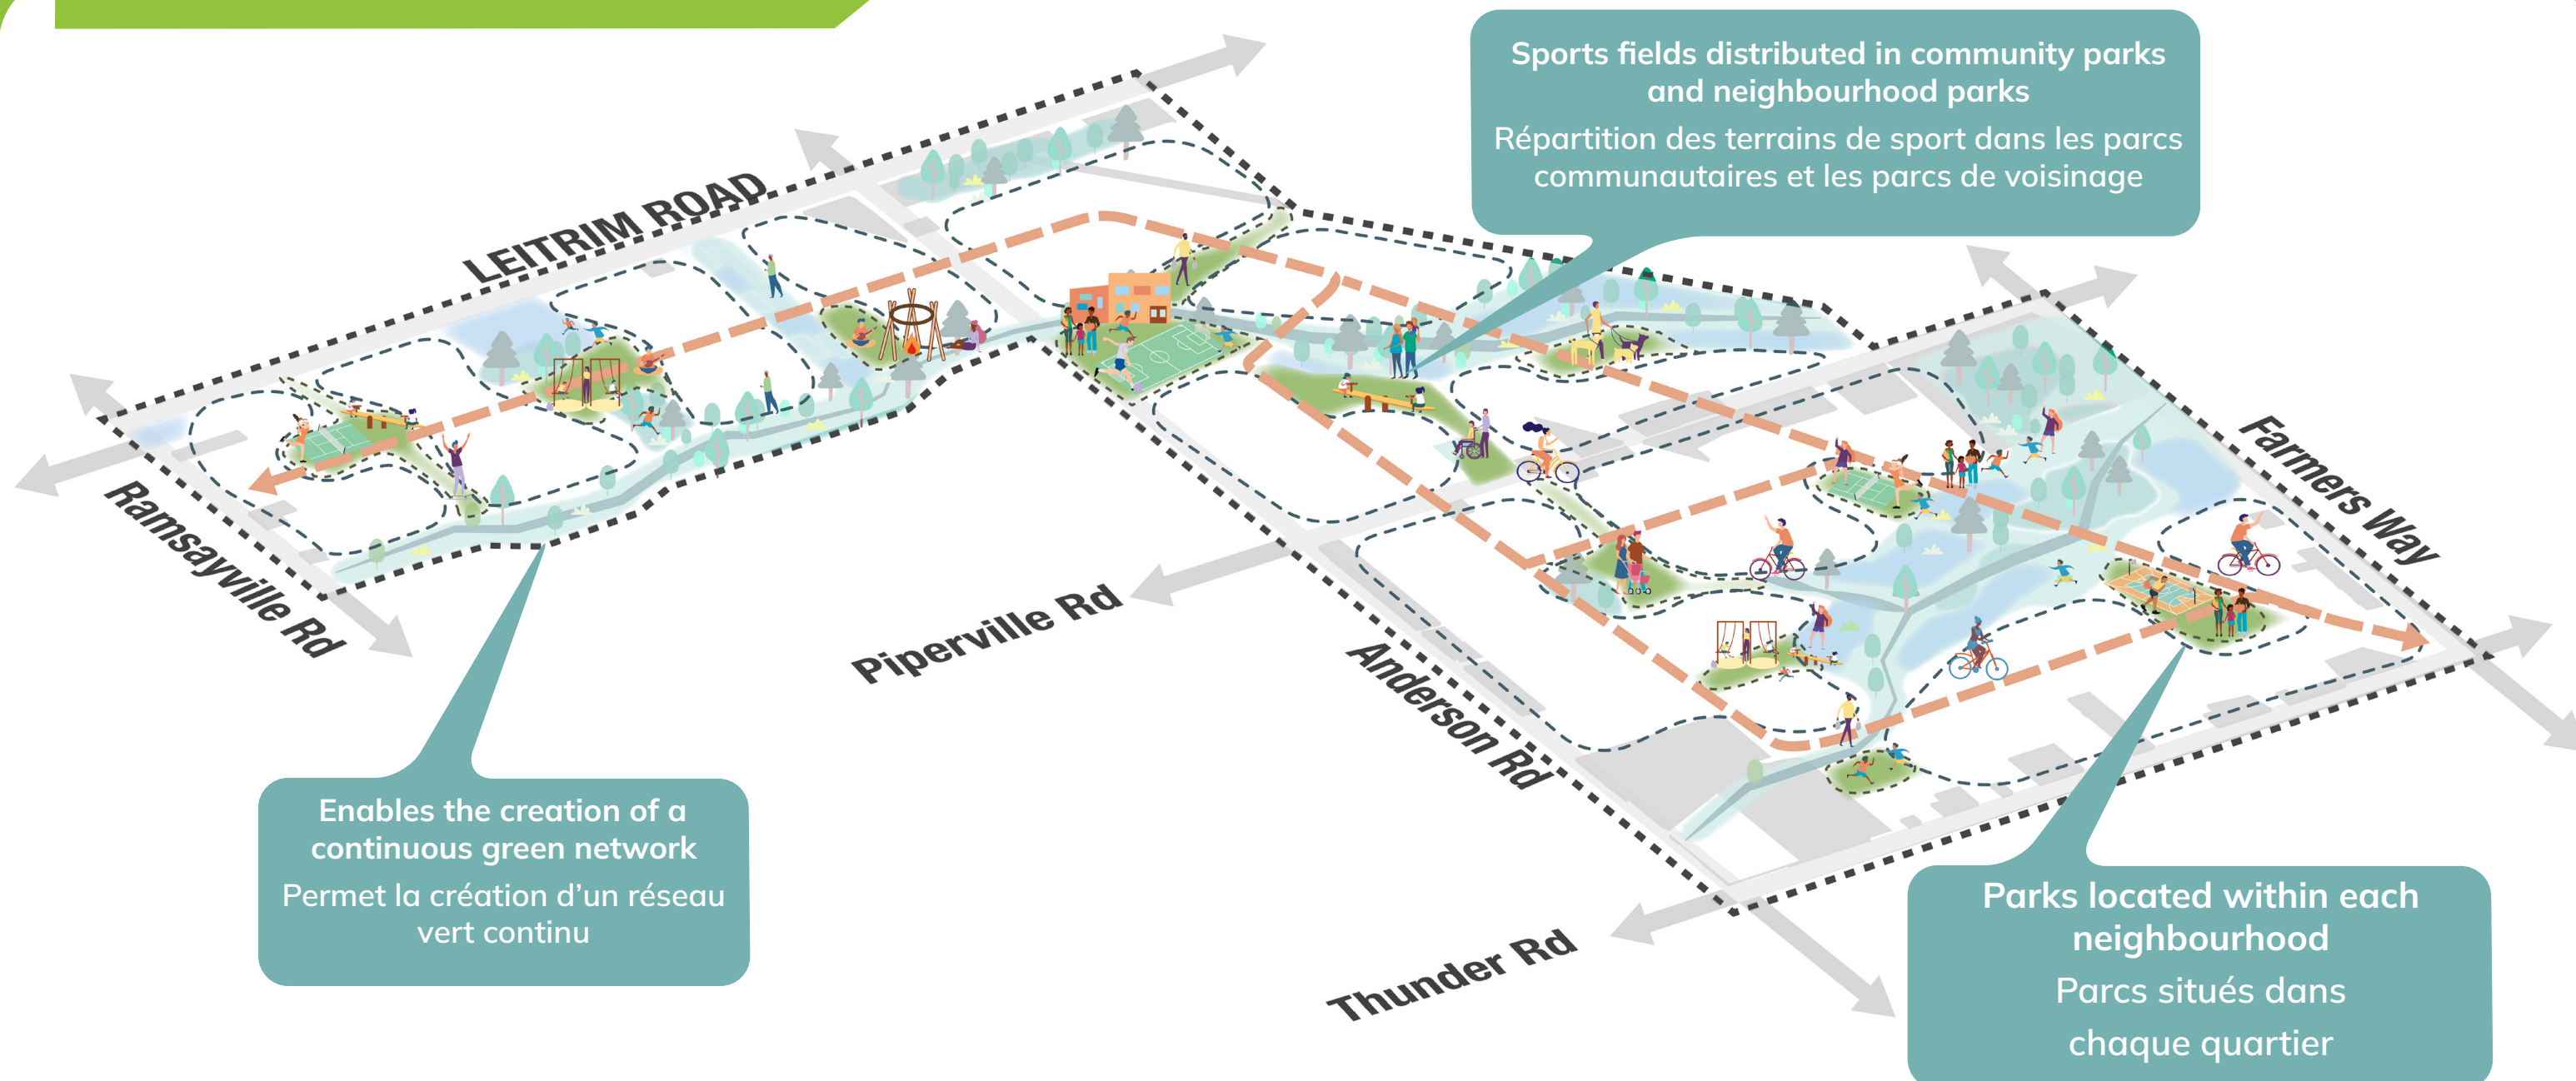 Sports fields distributed in community parks
and neighbourhood parks
Répartition des terrains de sport dans les parcs
communautaires et les parcs de voisinage
LEITRIM ROAD
Ramsayville Rd
Farmers Way
Piperville Rd
Anderson Rd
Thunder Rd
Enables the creation of a
continuous green network
Permet la création d'un réseau
vert continu
Parks located within each
neighbourhood
Parcs situés dans
chaque quartier